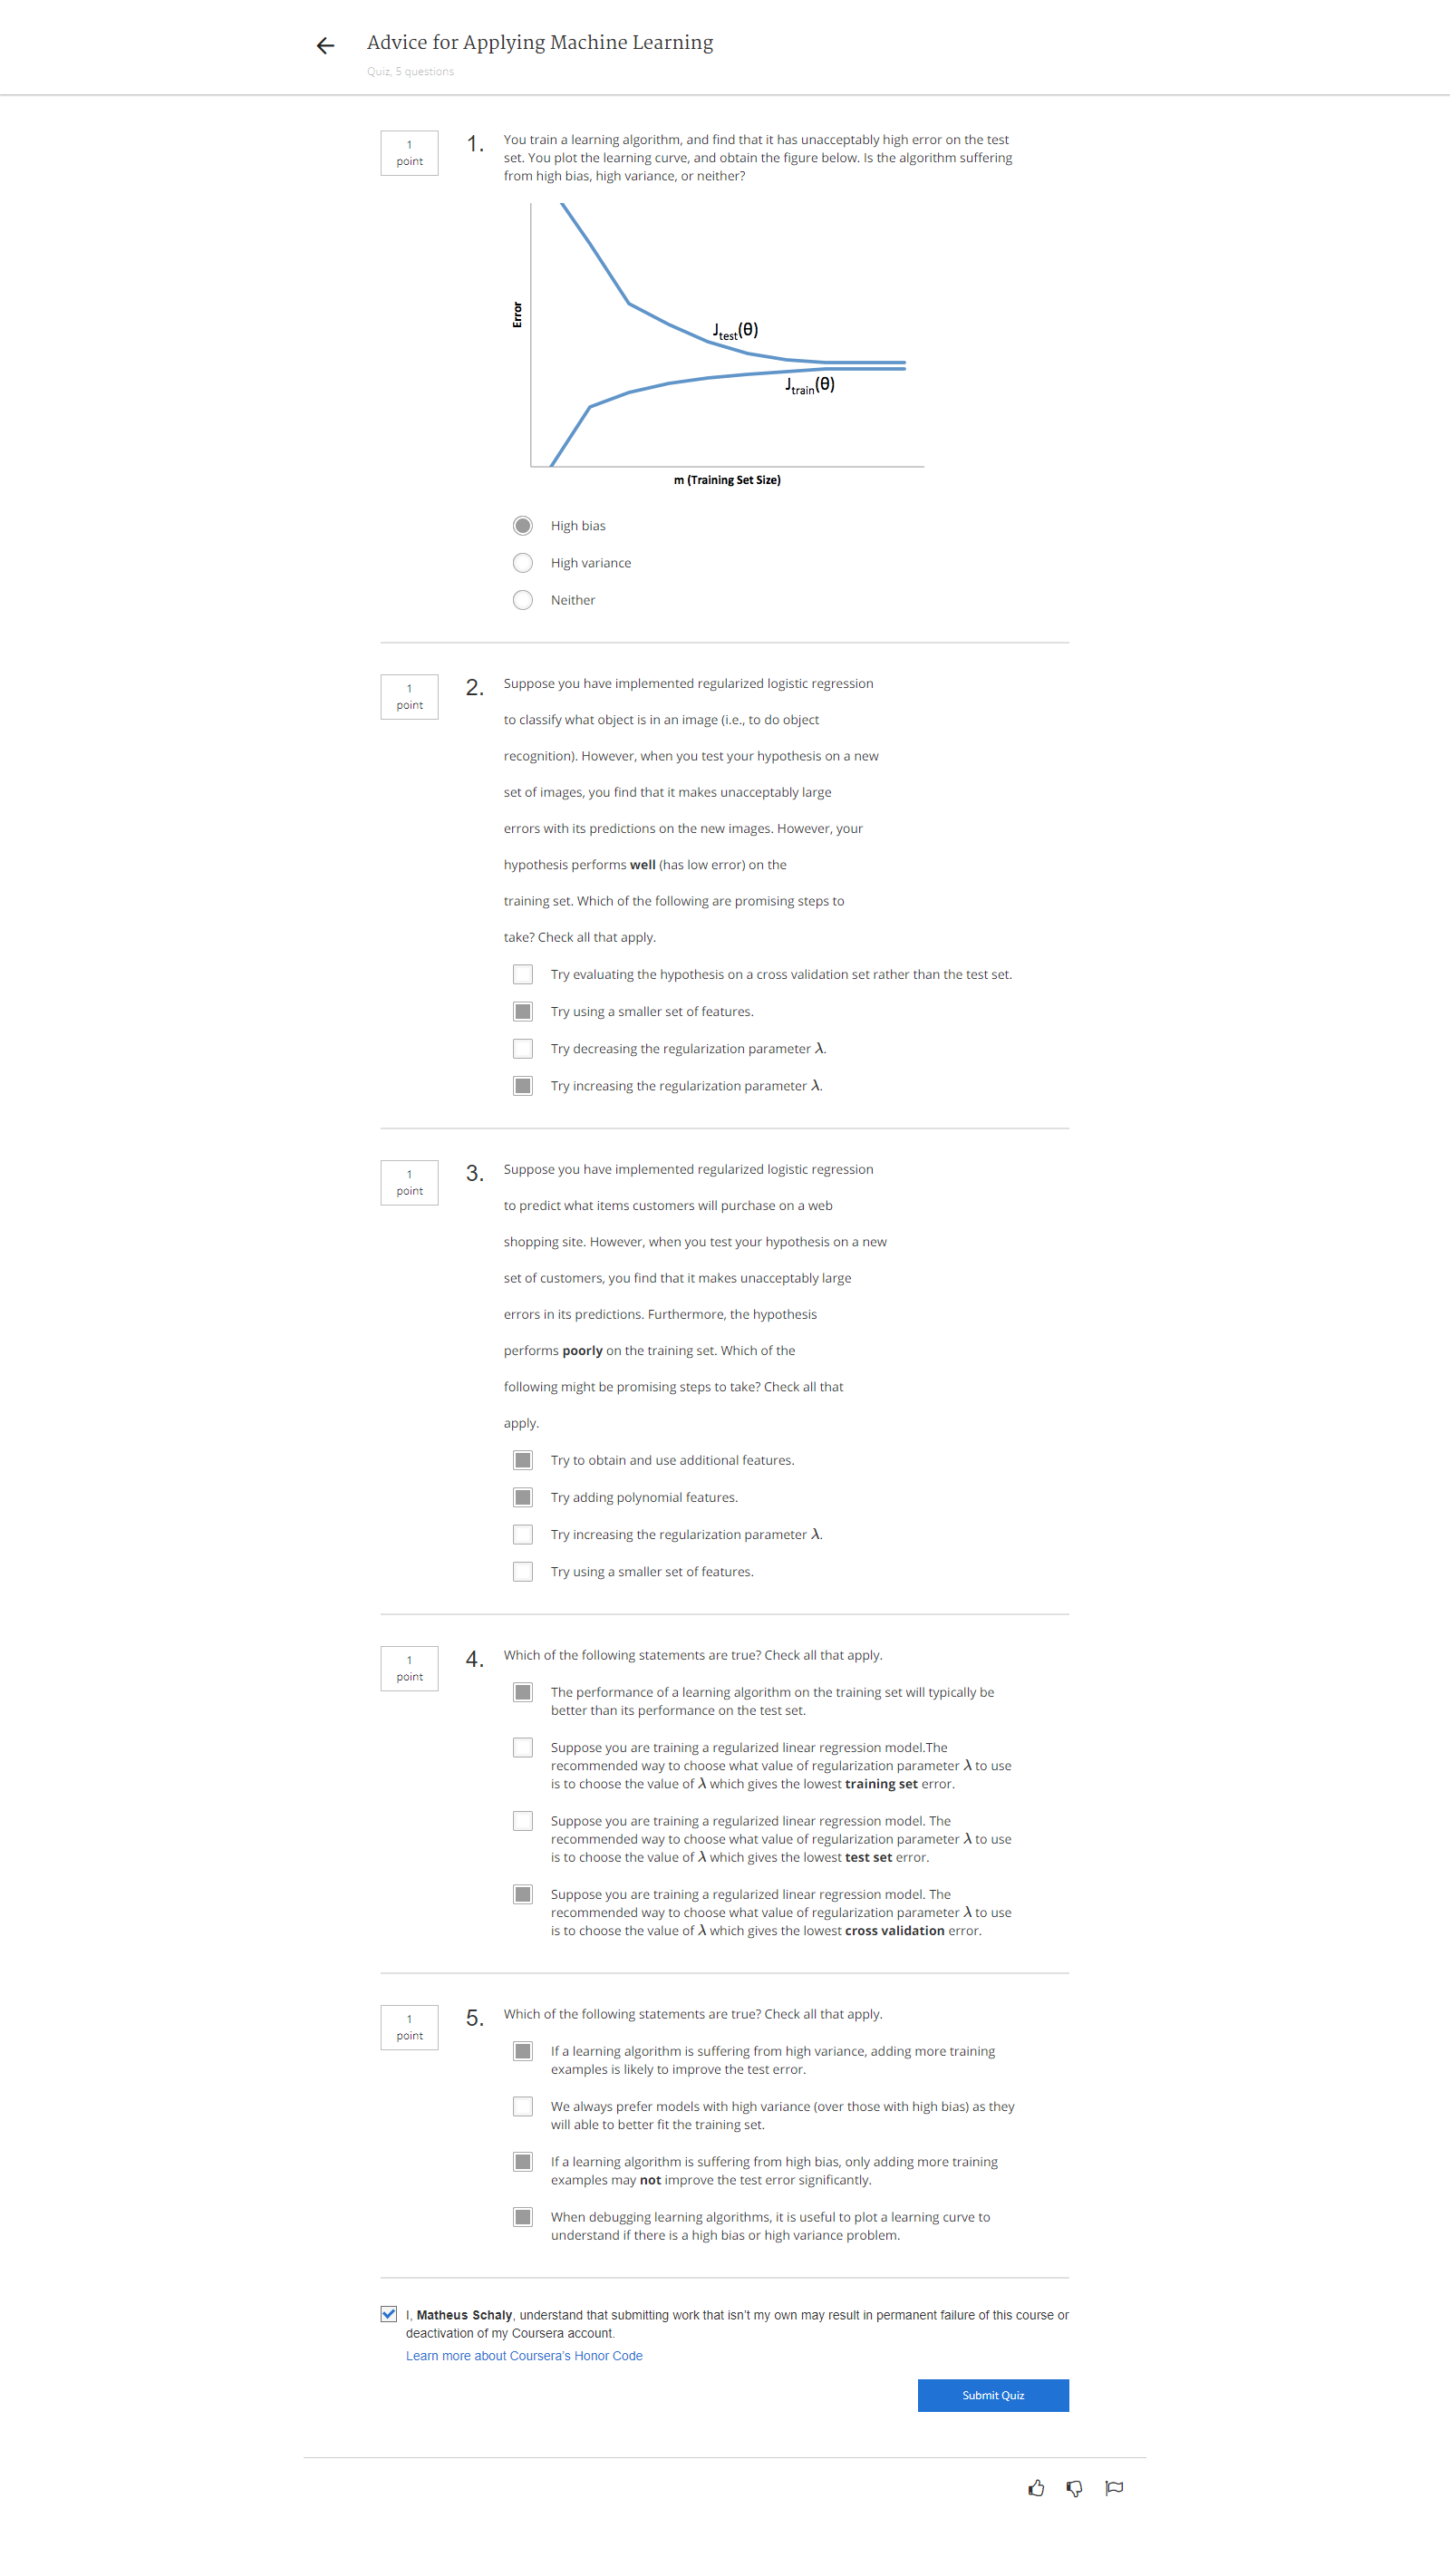 Advice for Applying Machine Learning
Quiz, 5 questions
1
point
1.
You train a learning algorithm, and find that it has unacceptably high error on the test
set. You plot the learning curve, and obtain the figure below. Is the algorithm suffering
from high bias, high variance, or neither?
Error
Jtest(θ)
Jtrain(θ)
m (Training Set Size)
High bias
High variance
Neither
1
point
2.
Suppose you have implemented regularized logistic regression
to classify what object is in an image (i.e., to do object
recognition). However, when you test your hypothesis on a new
set of images, you find that it makes unacceptably large
errors with its predictions on the new images. However, your
hypothesis performs well (has low error) on the
training set. Which of the following are promising steps to
take? Check all that apply.
Try evaluating the hypothesis on a cross validation set rather than the test set.
Try using a smaller set of features.
Try decreasing the regularization parameter λ.
Try increasing the regularization parameter λ.
1
point
3.
Suppose you have implemented regularized logistic regression
to predict what items customers will purchase on a web
shopping site. However, when you test your hypothesis on a new
set of customers, you find that it makes unacceptably large
errors in its predictions. Furthermore, the hypothesis
performs poorly on the training set. Which of the
following might be promising steps to take? Check all that
apply.
Try to obtain and use additional features.
Try adding polynomial features.
Try increasing the regularization parameter λ.
Try using a smaller set of features.
1
point
4.
Which of the following statements are true? Check all that apply.
The performance of a learning algorithm on the training set will typically be
better than its performance on the test set.
Suppose you are training a regularized linear regression model.The
recommended way to choose what value of regularization parameter λ to use
is to choose the value of λ which gives the lowest training set error.
Suppose you are training a regularized linear regression model. The
recommended way to choose what value of regularization parameter λ to use
is to choose the value of λ which gives the lowest test set error.
Suppose you are training a regularized linear regression model. The
recommended way to choose what value of regularization parameter λ to use
is to choose the value of λ which gives the lowest cross validation error.
1
point
5.
Which of the following statements are true? Check all that apply.
If a learning algorithm is suffering from high variance, adding more training
examples is likely to improve the test error.
We always prefer models with high variance (over those with high bias) as they
will able to better fit the training set.
If a learning algorithm is suffering from high bias, only adding more training
examples may not improve the test error significantly.
When debugging learning algorithms, it is useful to plot a learning curve to
understand if there is a high bias or high variance problem.
I, Matheus Schaly, understand that submitting work that isn't my own may result in permanent failure of this course or
deactivation of my Coursera account.
Learn more about Coursera's Honor Code
Submit Quiz